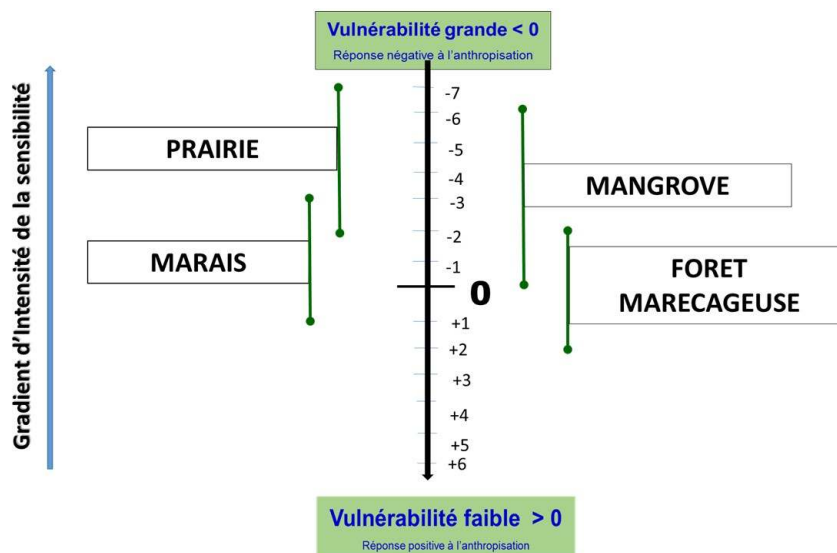 Vulnérabilité grande < 0
Réponse négative à l'anthropisation
Gradient d'Intensité de la sensibilité
-7
-6
-5
-4
-3
-2
-1
0
+1
+2
+3
+4
+5
+6
PRAIRIE
MARAIS
MANGROVE
FORET
MARECAGEUSE
Vulnérabilité faible > 0
Réponse positive à l'anthropisation